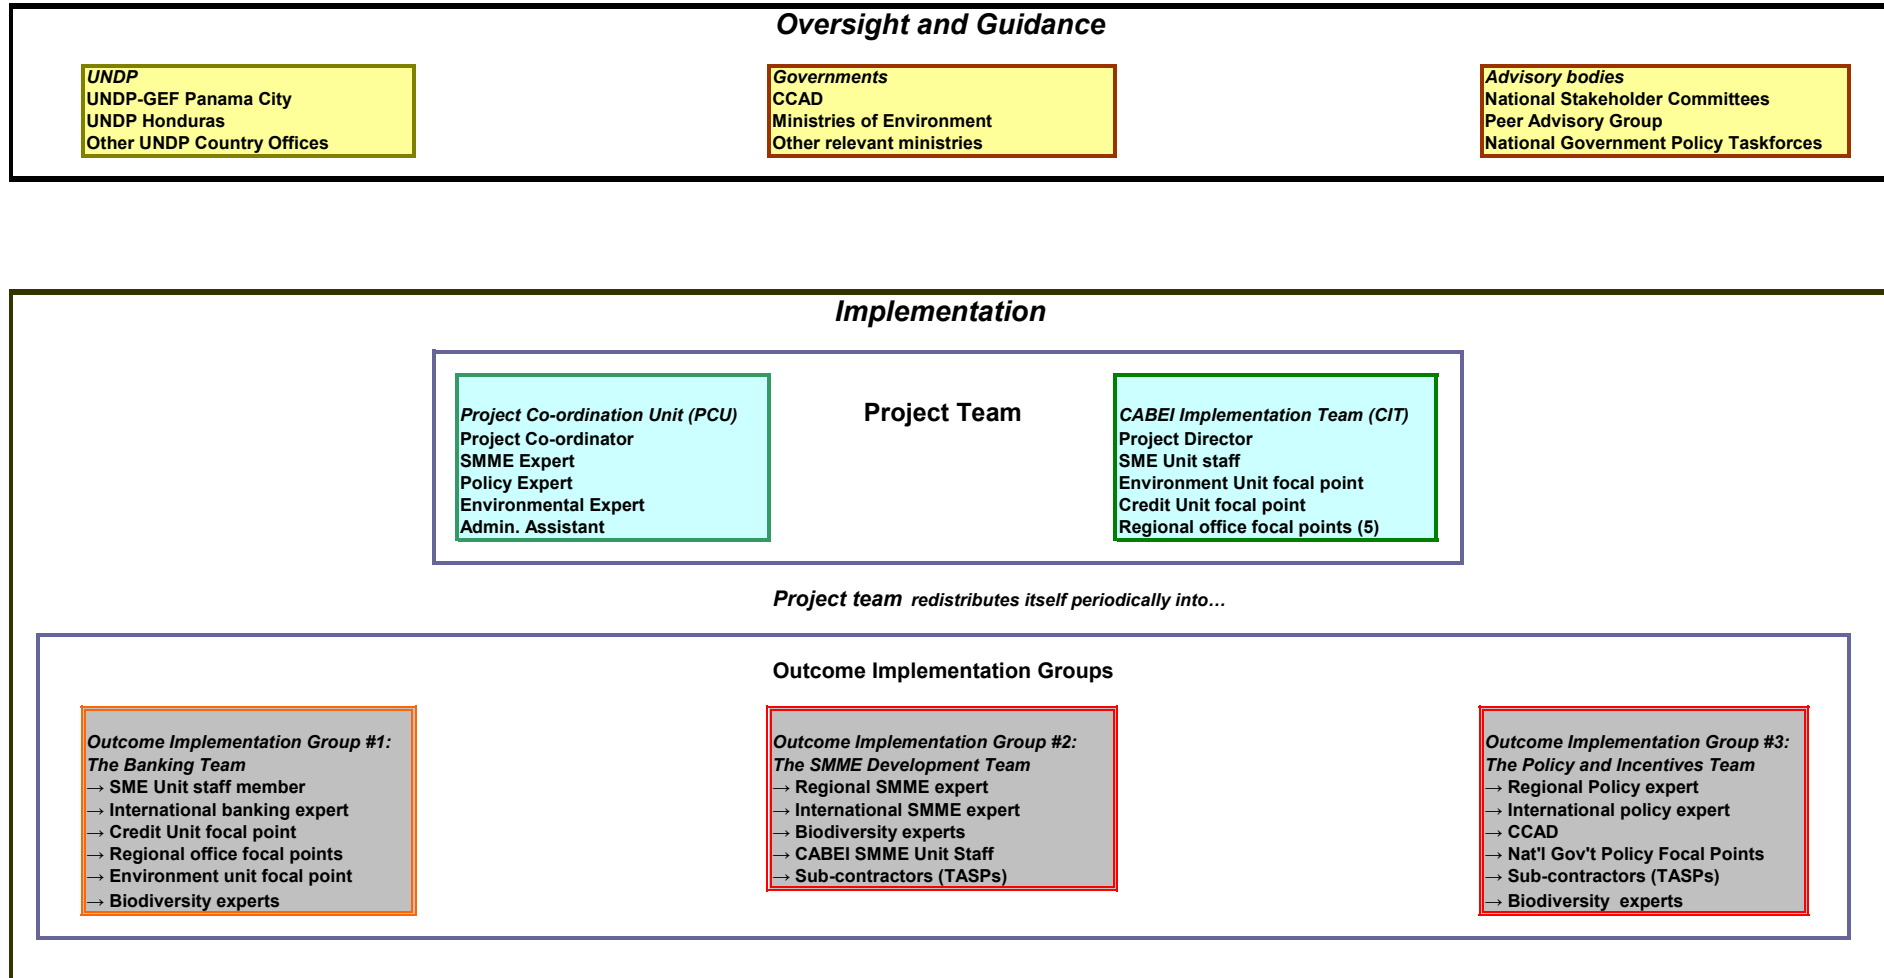 Oversight and Guidance
UNDP
UNDP-GEF Panama City
UNDP Honduras
Other UNDP Country Offices
Governments
CCAD
Ministries of Environment
Other relevant ministries
Advisory bodies
National Stakeholder Committees
Peer Advisory Group
National Government Policy Taskforces
Implementation
Project Team
Project Co-ordination Unit (PCU)
Project Co-ordinator
SMME Expert
Policy Expert
Environmental Expert
Admin. Assistant
CABEI Implementation Team (CIT)
Project Director
SME Unit staff
Environment Unit focal point
Credit Unit focal point
Regional office focal points (5)
Project team redistributes itself periodically into…
Outcome Implementation Groups
Outcome Implementation Group #1:
The Banking Team
→ SME Unit staff member
→ International banking expert
→ Credit Unit focal point
→ Regional office focal points
→ Environment unit focal point
→ Biodiversity experts
Outcome Implementation Group #2:
The SMME Development Team
→ Regional SMME expert
→ International SMME expert
→ Biodiversity experts
→ CABEI SMME Unit Staff
→ Sub-contractors (TASPs)
Outcome Implementation Group #3:
The Policy and Incentives Team
→ Regional Policy expert
→ International policy expert
→ CCAD
→ Nat'l Gov't Policy Focal Points
→ Sub-contractors (TASPs)
→ Biodiversity experts